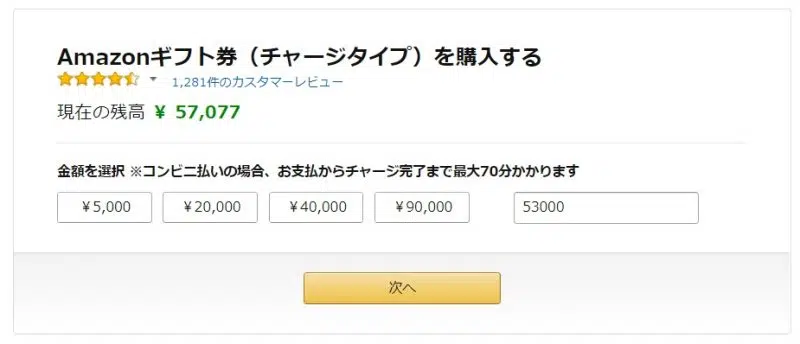 Amazonギフト券（チャージタイプ）を購入する
1,281件のカスタマーレビュー
現在の残高 ¥ 57,077
金額を選択 ※コンビニ払いの場合、お支払からチャージ完了まで最大70分かかります
¥5,000 ¥20,000 ¥40,000 ¥90,000 53000
次へ